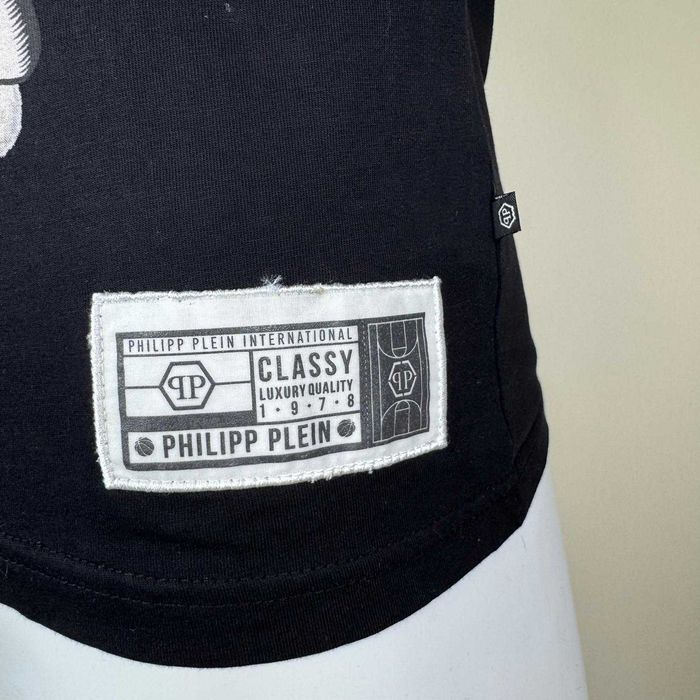 PHILIPP PLEIN INTERNATIONAL
CLASSY
LUXURY QUALITY
1 · 9 · 7 · 8
PHILIPP PLEIN